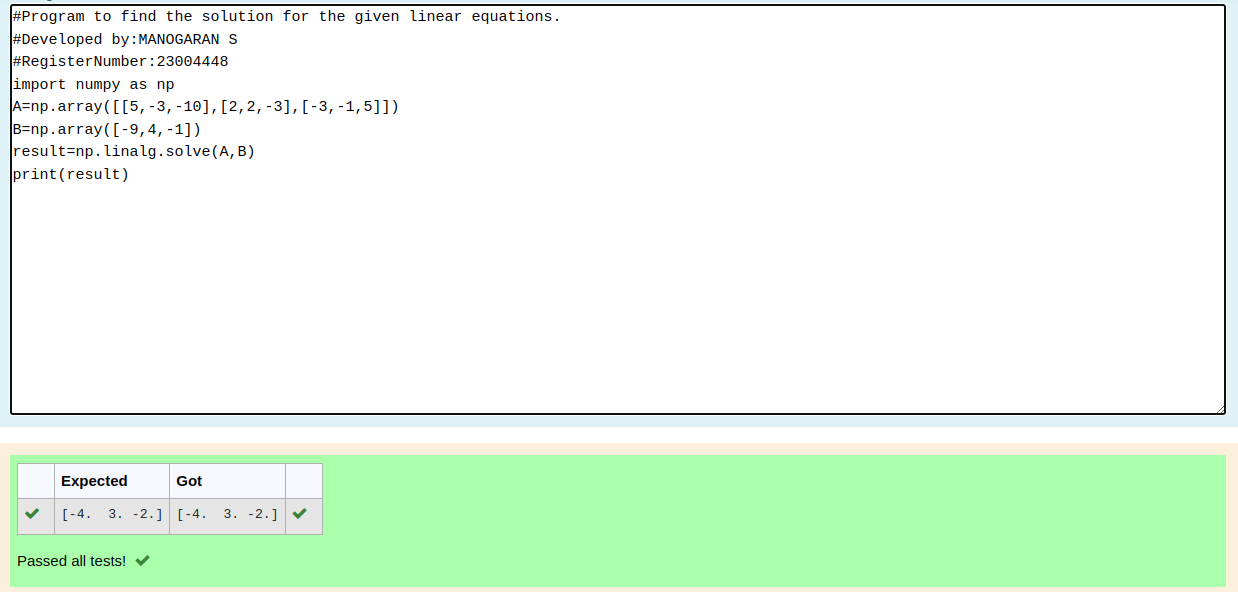 #Program to find the solution for the given linear equations.
#Developed by:MANOGARAN S
#RegisterNumber:23004448
import numpy as np
A=np.array([[5,-3,-10],[2,2,-3],[-3,-1,5]])
B=np.array([-9,4,-1])
result=np.linalg.solve(A,B)
print(result)
Expected Got
[-4.  3. -2.] [-4.  3. -2.]
Passed all tests!